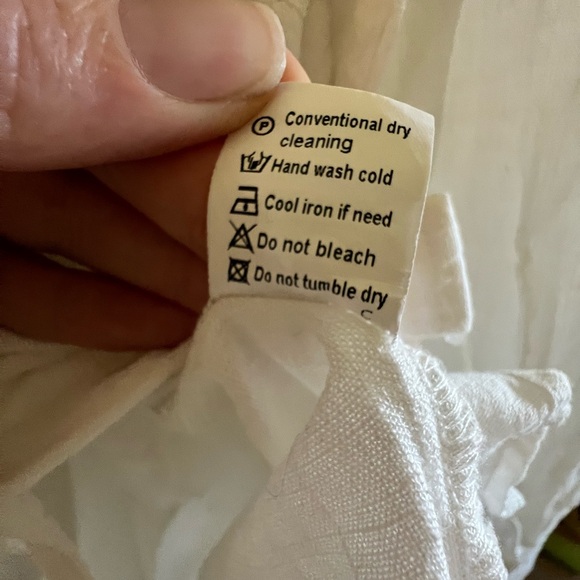 P Conventional dry
cleaning
Hand wash cold
Cool iron if need
Do not bleach
Do not tumble dry